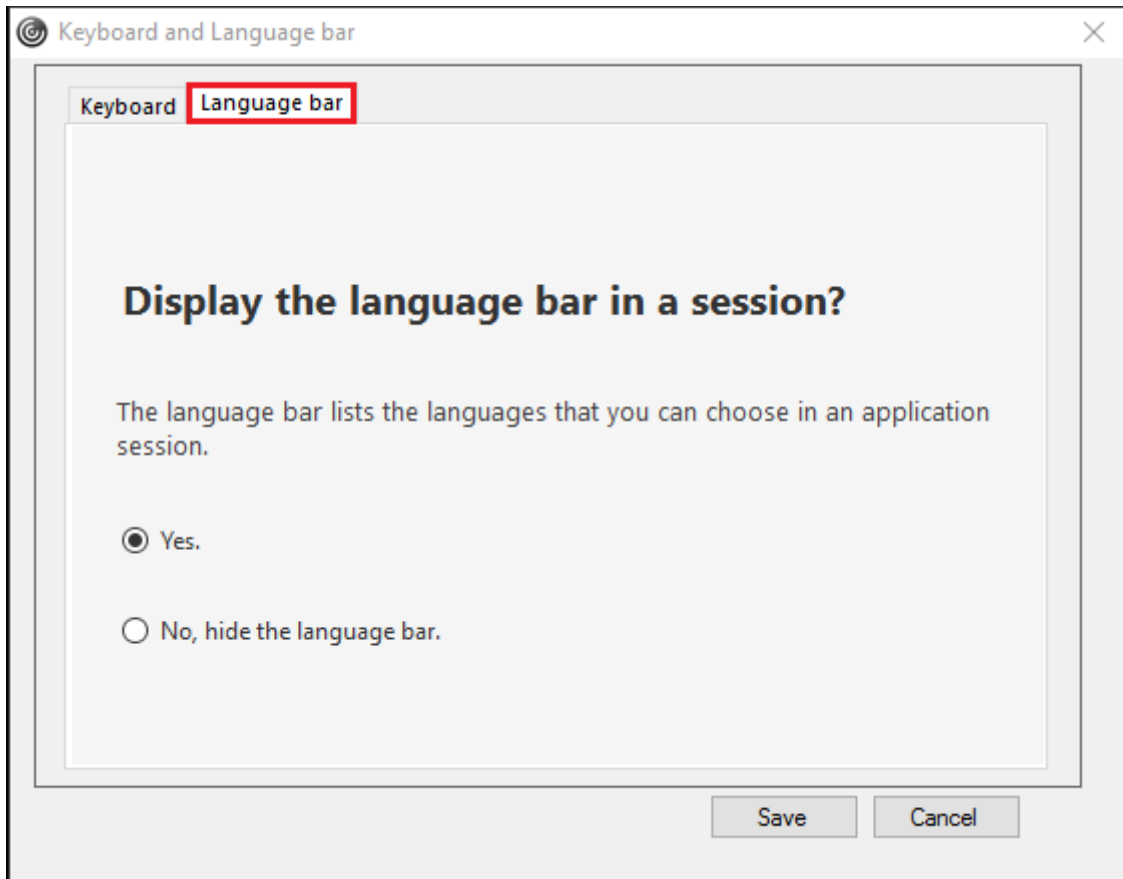 Keyboard and Language bar
Keyboard
Language bar
Display the language bar in a session?
The language bar lists the languages that you can choose in an application
session.
Yes.
No, hide the language bar.
Save
Cancel